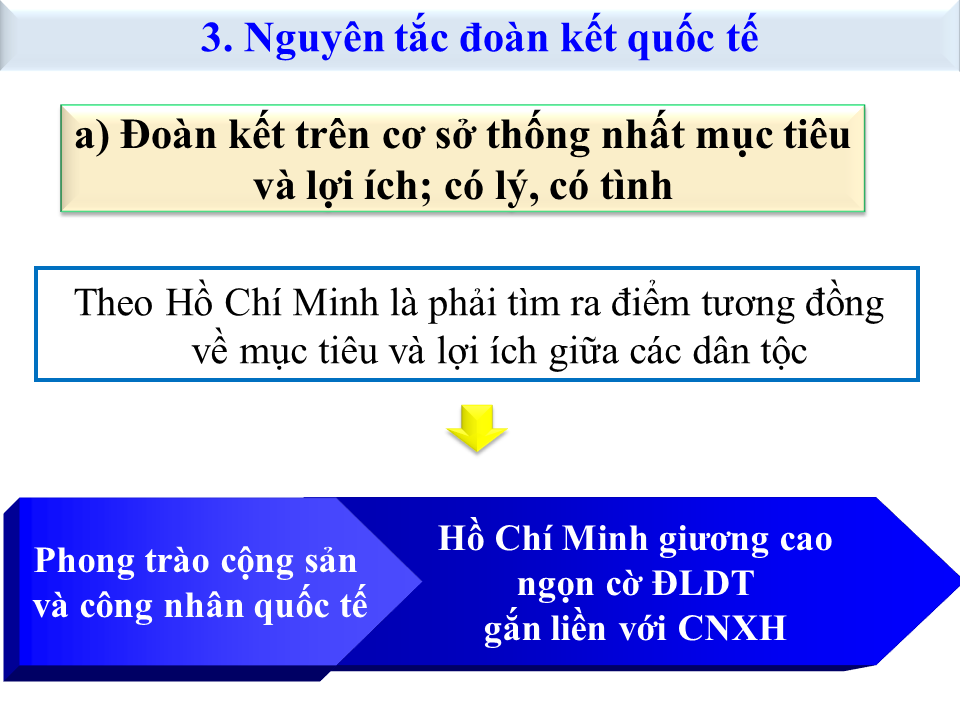 3. Nguyên tắc đoàn kết quốc tế
a) Đoàn kết trên cơ sở thống nhất mục tiêu
và lợi ích; có lý, có tình
Theo Hồ Chí Minh là phải tìm ra điểm tương đồng
về mục tiêu và lợi ích giữa các dân tộc
Phong trào cộng sản
và công nhân quốc tế
Hồ Chí Minh giương cao
ngọn cờ ĐLDT
gắn liền với CNXH